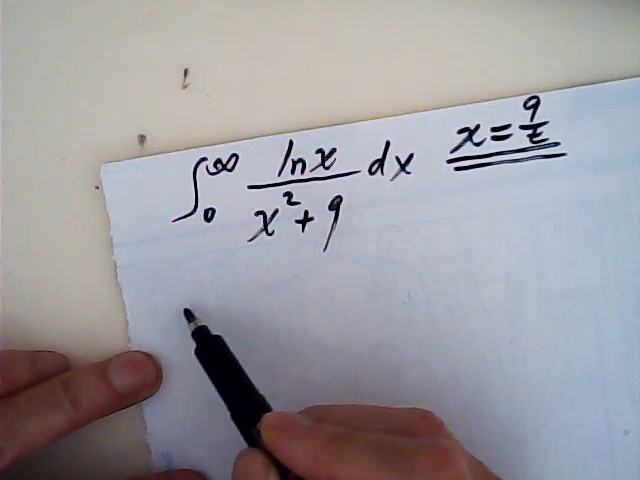 ∫₀^∞ ln x / (x² + 9) dx x = 9/t